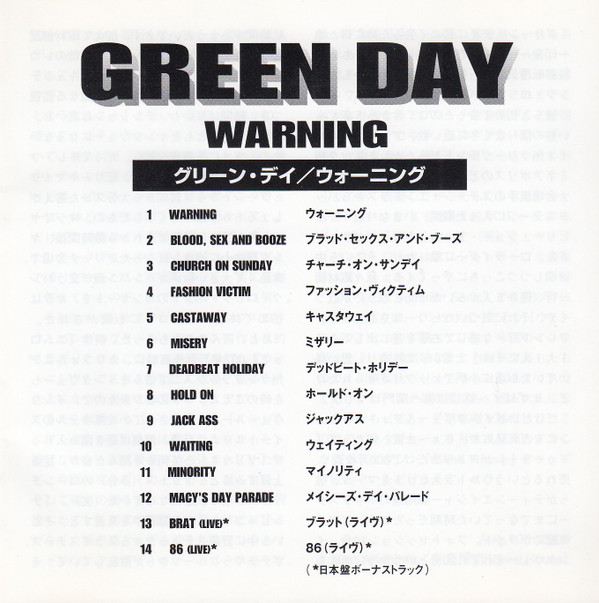 GREEN DAY
WARNING
グリーン・デイ／ウォーニング
1 WARNING ウォーニング
2 BLOOD, SEX AND BOOZE ブラッド・セックス・アンド・ブーズ
3 CHURCH ON SUNDAY チャーチ・オン・サンデイ
4 FASHION VICTIM ファッション・ヴィクティム
5 CASTAWAY キャスタウェイ
6 MISERY ミザリー
7 DEADBEAT HOLIDAY デッドビート・ホリデー
8 HOLD ON ホールド・オン
9 JACK ASS ジャックアス
10 WAITING ウェイティング
11 MINORITY マイノリティ
12 MACY'S DAY PARADE メイシーズ・デイ・パレード
13 BRAT (LIVE)* ブラット（ライヴ）*
14 86 (LIVE)* 86（ライヴ）*
（*日本盤ボーナストラック）